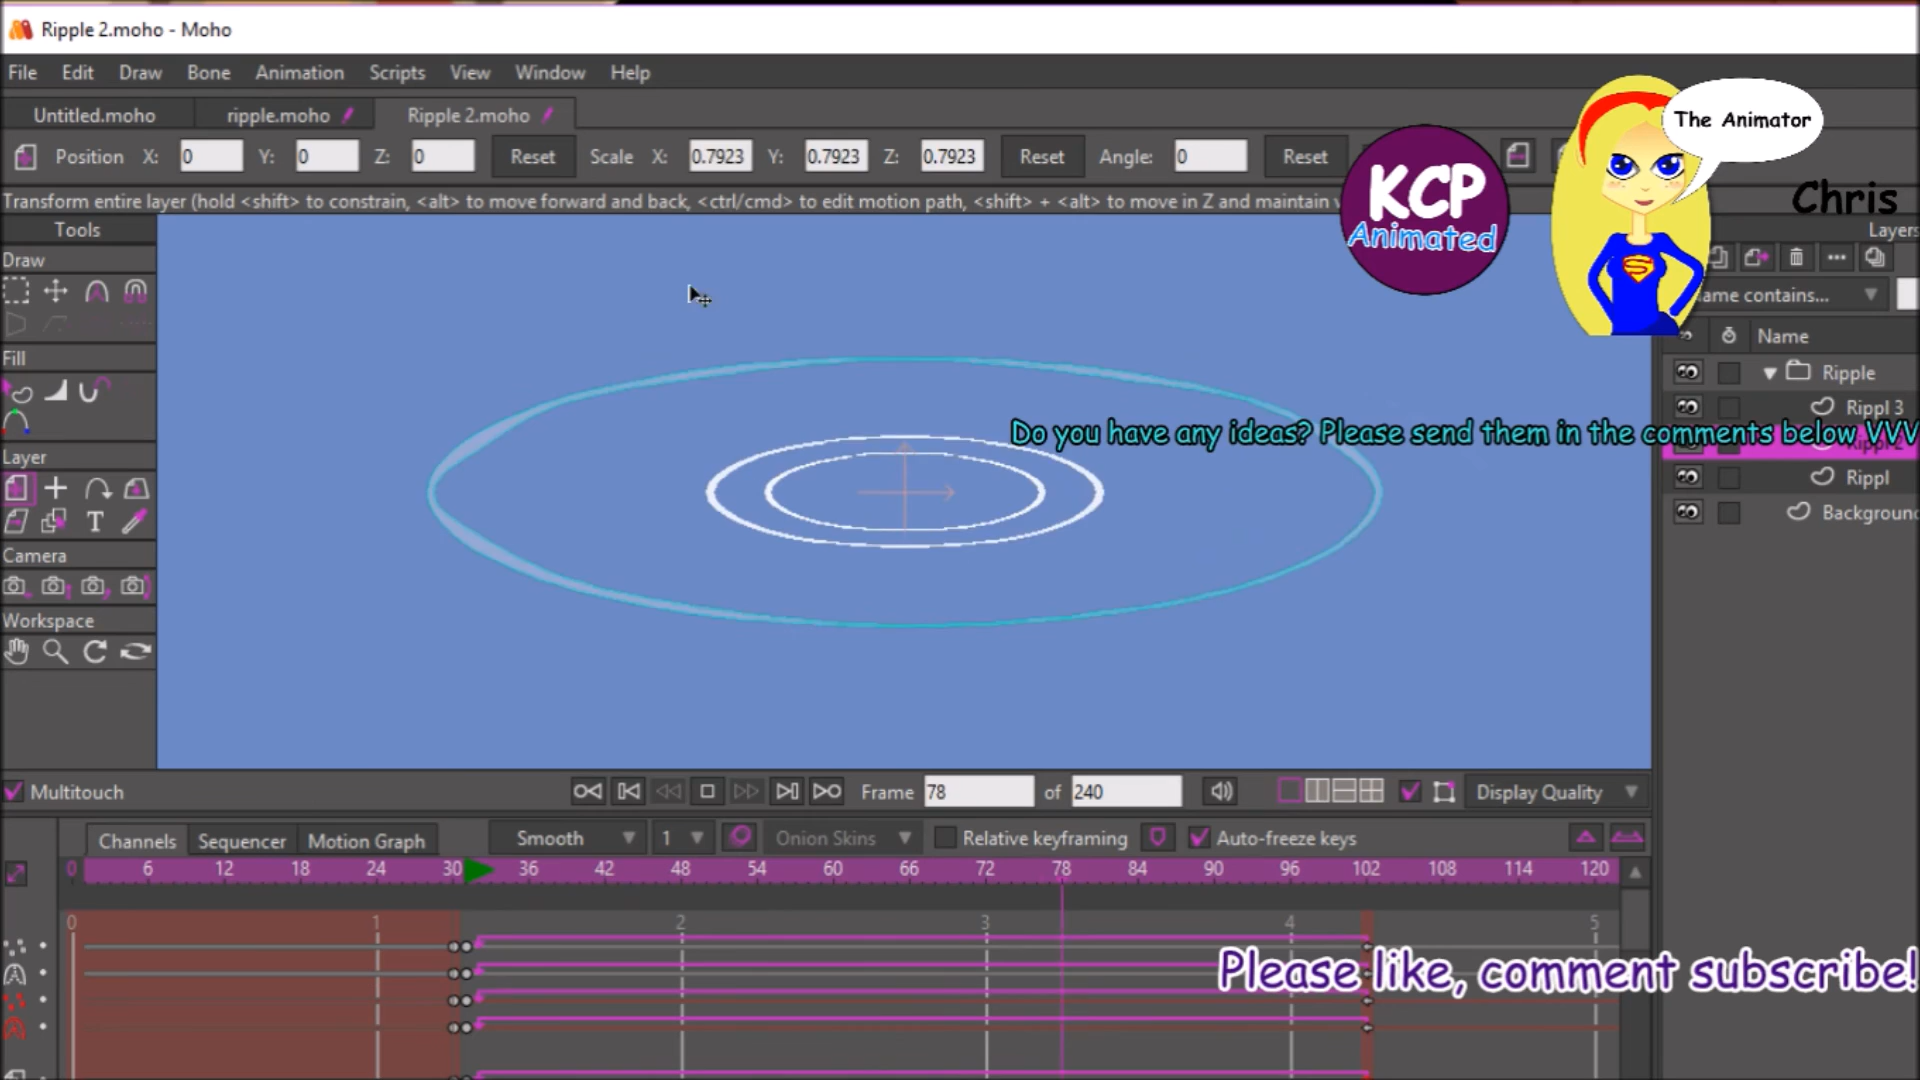 Ripple 2.moho - Moho
File Edit Draw Bone Animation Scripts View Window Help
Untitled.moho ripple.moho Ripple 2.moho
Position X: 0 Y: 0 Z: 0 Reset Scale X: 0.7923 Y: 0.7923 Z: 0.7923 Reset Angle: 0 Reset
Transform entire layer (hold <shift> to constrain, <alt> to move forward and back, <ctrl/cmd> to edit motion path, <shift> + <alt> to move in Z and maintain
KCP
Animated
The Animator
Chris
Tools
Draw
Fill
Layer
Camera
Workspace
Layers
ame contains...
Name
Ripple
Rippl 3
Rippl 2
Rippl
Background
Do you have any ideas? Please send them in the comments below VVV
Multitouch
Frame 78 of 240
Display Quality
Channels Sequencer Motion Graph Smooth 1 Onion Skins Relative keyframing Auto-freeze keys
0 6 12 18 24 30 36 42 48 54 60 66 72 78 84 90 96 102 108 114 120
0 1 2 3 4 5
Please like, comment subscribe!